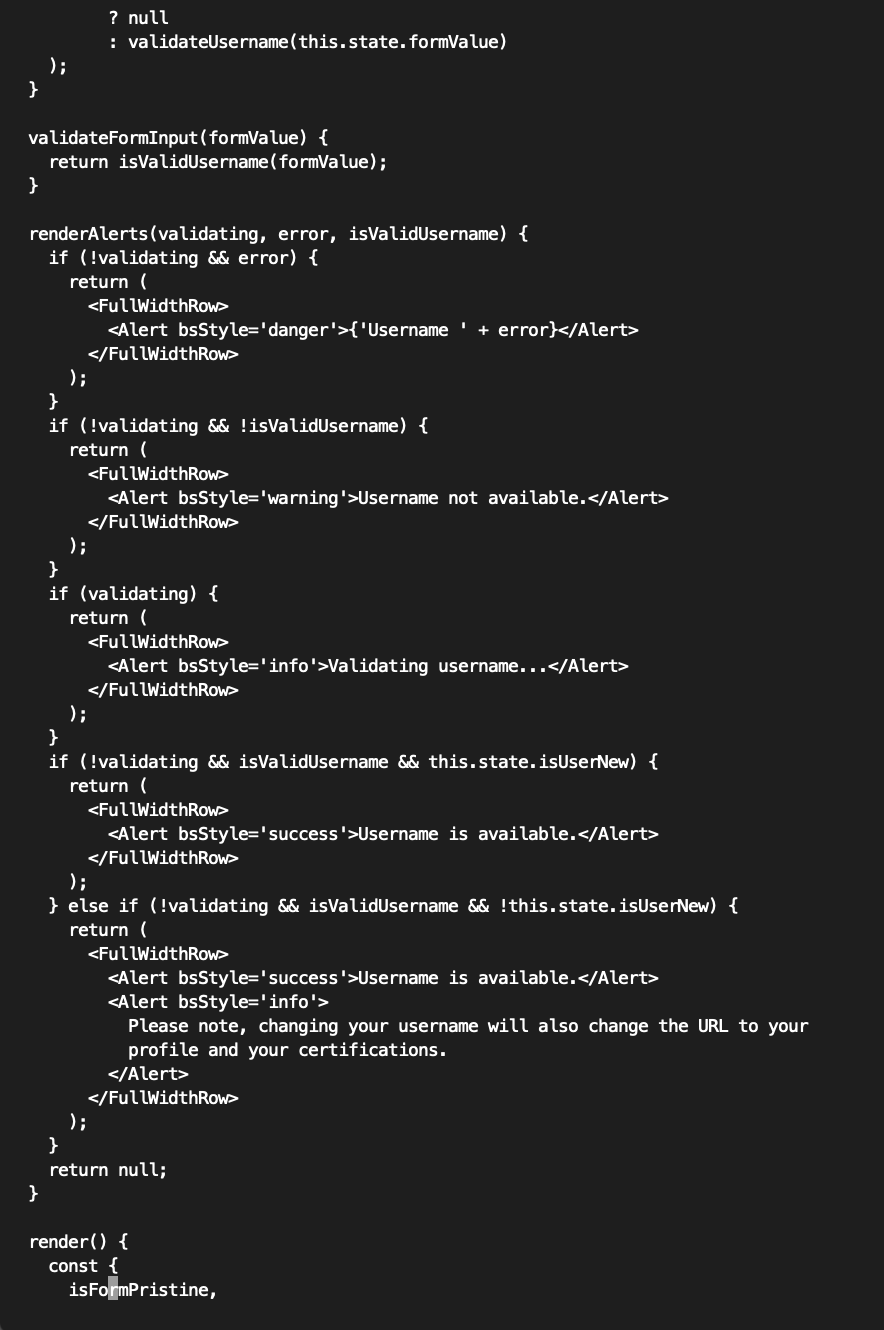 ? null
        : validateUsername(this.state.formValue)
  );
}

validateFormInput(formValue) {
  return isValidUsername(formValue);
}

renderAlerts(validating, error, isValidUsername) {
  if (!validating && error) {
    return (
      <FullWidthRow>
        <Alert bsStyle='danger'>{'Username ' + error}</Alert>
      </FullWidthRow>
    );
  }
  if (!validating && !isValidUsername) {
    return (
      <FullWidthRow>
        <Alert bsStyle='warning'>Username not available.</Alert>
      </FullWidthRow>
    );
  }
  if (validating) {
    return (
      <FullWidthRow>
        <Alert bsStyle='info'>Validating username...</Alert>
      </FullWidthRow>
    );
  }
  if (!validating && isValidUsername && this.state.isUserNew) {
    return (
      <FullWidthRow>
        <Alert bsStyle='success'>Username is available.</Alert>
      </FullWidthRow>
    );
  } else if (!validating && isValidUsername && !this.state.isUserNew) {
    return (
      <FullWidthRow>
        <Alert bsStyle='success'>Username is available.</Alert>
        <Alert bsStyle='info'>
          Please note, changing your username will also change the URL to your
          profile and your certifications.
        </Alert>
      </FullWidthRow>
    );
  }
  return null;
}

render() {
  const {
    isFormPristine,